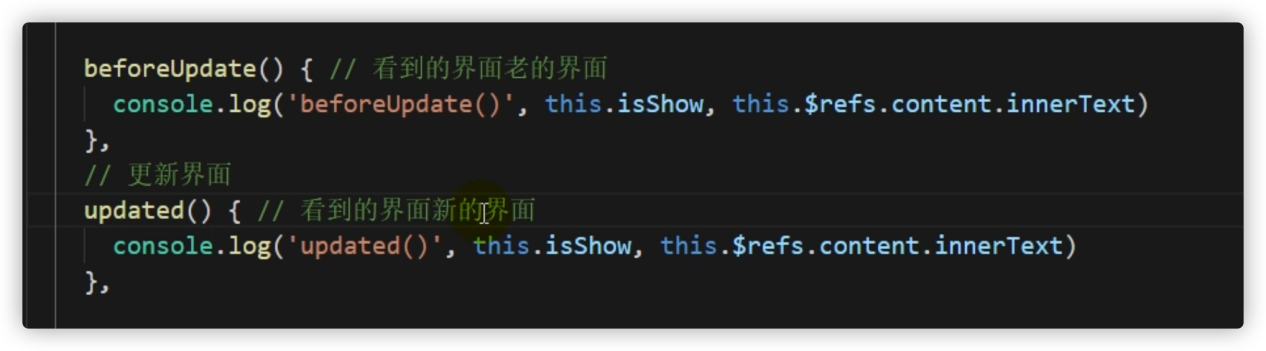 beforeUpdate() { // 看到的界面老的界面
console.log('beforeUpdate()', this.isShow, this.$refs.content.innerText)
},
// 更新界面
updated() { // 看到的界面新的界面
console.log('updated()', this.isShow, this.$refs.content.innerText)
},